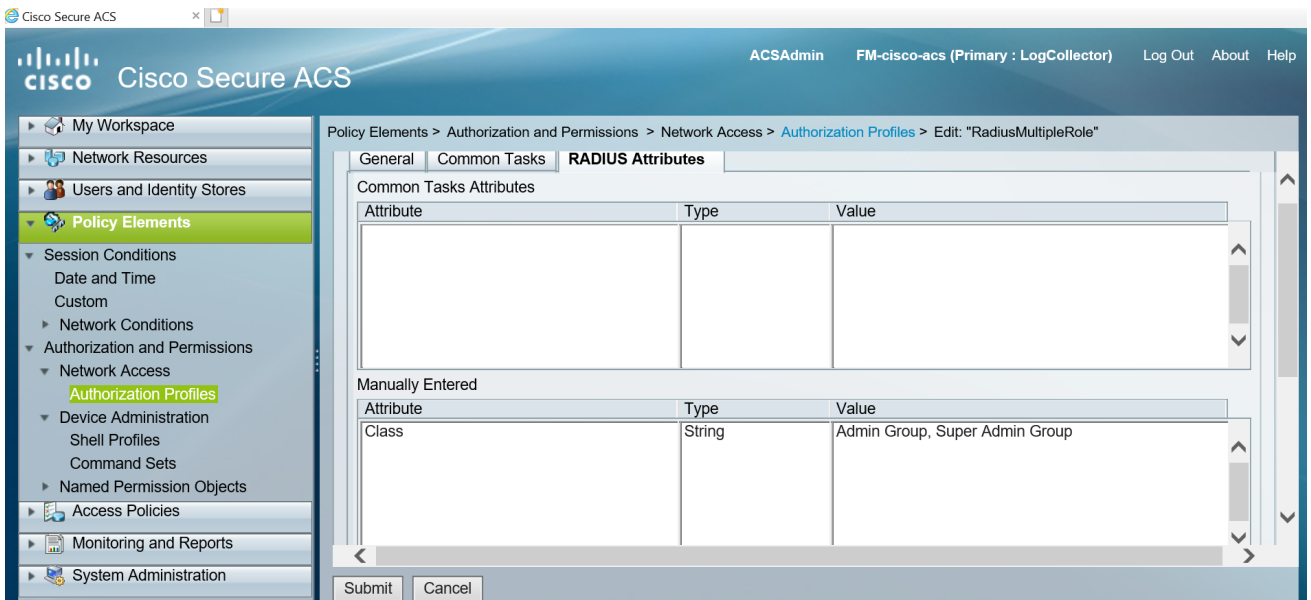 Cisco Secure ACS
CISCO Cisco Secure ACS
ACSAdmin FM-cisco-acs (Primary : LogCollector) Log Out About Help
My Workspace
Network Resources
Users and Identity Stores
Policy Elements
Session Conditions
Date and Time
Custom
Network Conditions
Authorization and Permissions
Network Access
Authorization Profiles
Device Administration
Shell Profiles
Command Sets
Named Permission Objects
Access Policies
Monitoring and Reports
System Administration
Policy Elements > Authorization and Permissions > Network Access > Authorization Profiles > Edit: "RadiusMultipleRole"
General Common Tasks RADIUS Attributes
Common Tasks Attributes
Attribute Type Value
Manually Entered
Attribute Type Value
Class String Admin Group, Super Admin Group
Submit Cancel